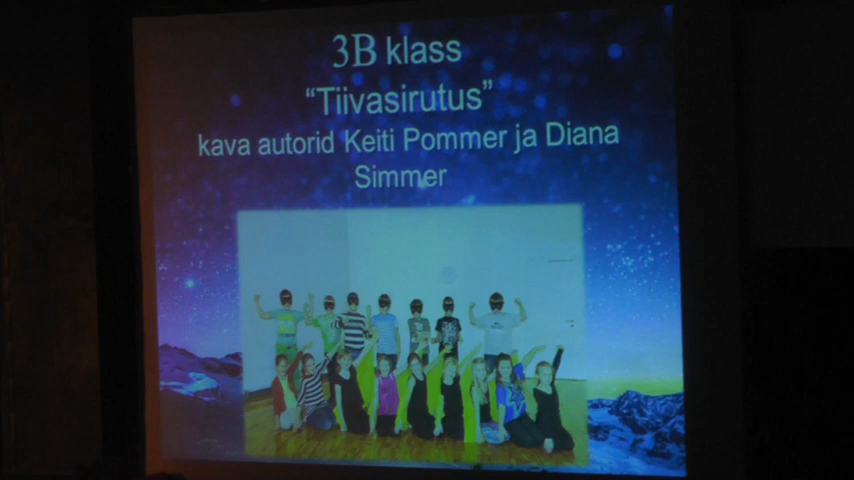 3B klass
“Tiivasirutus”
kava autorid Keiti Pommer ja Diana
Simmer